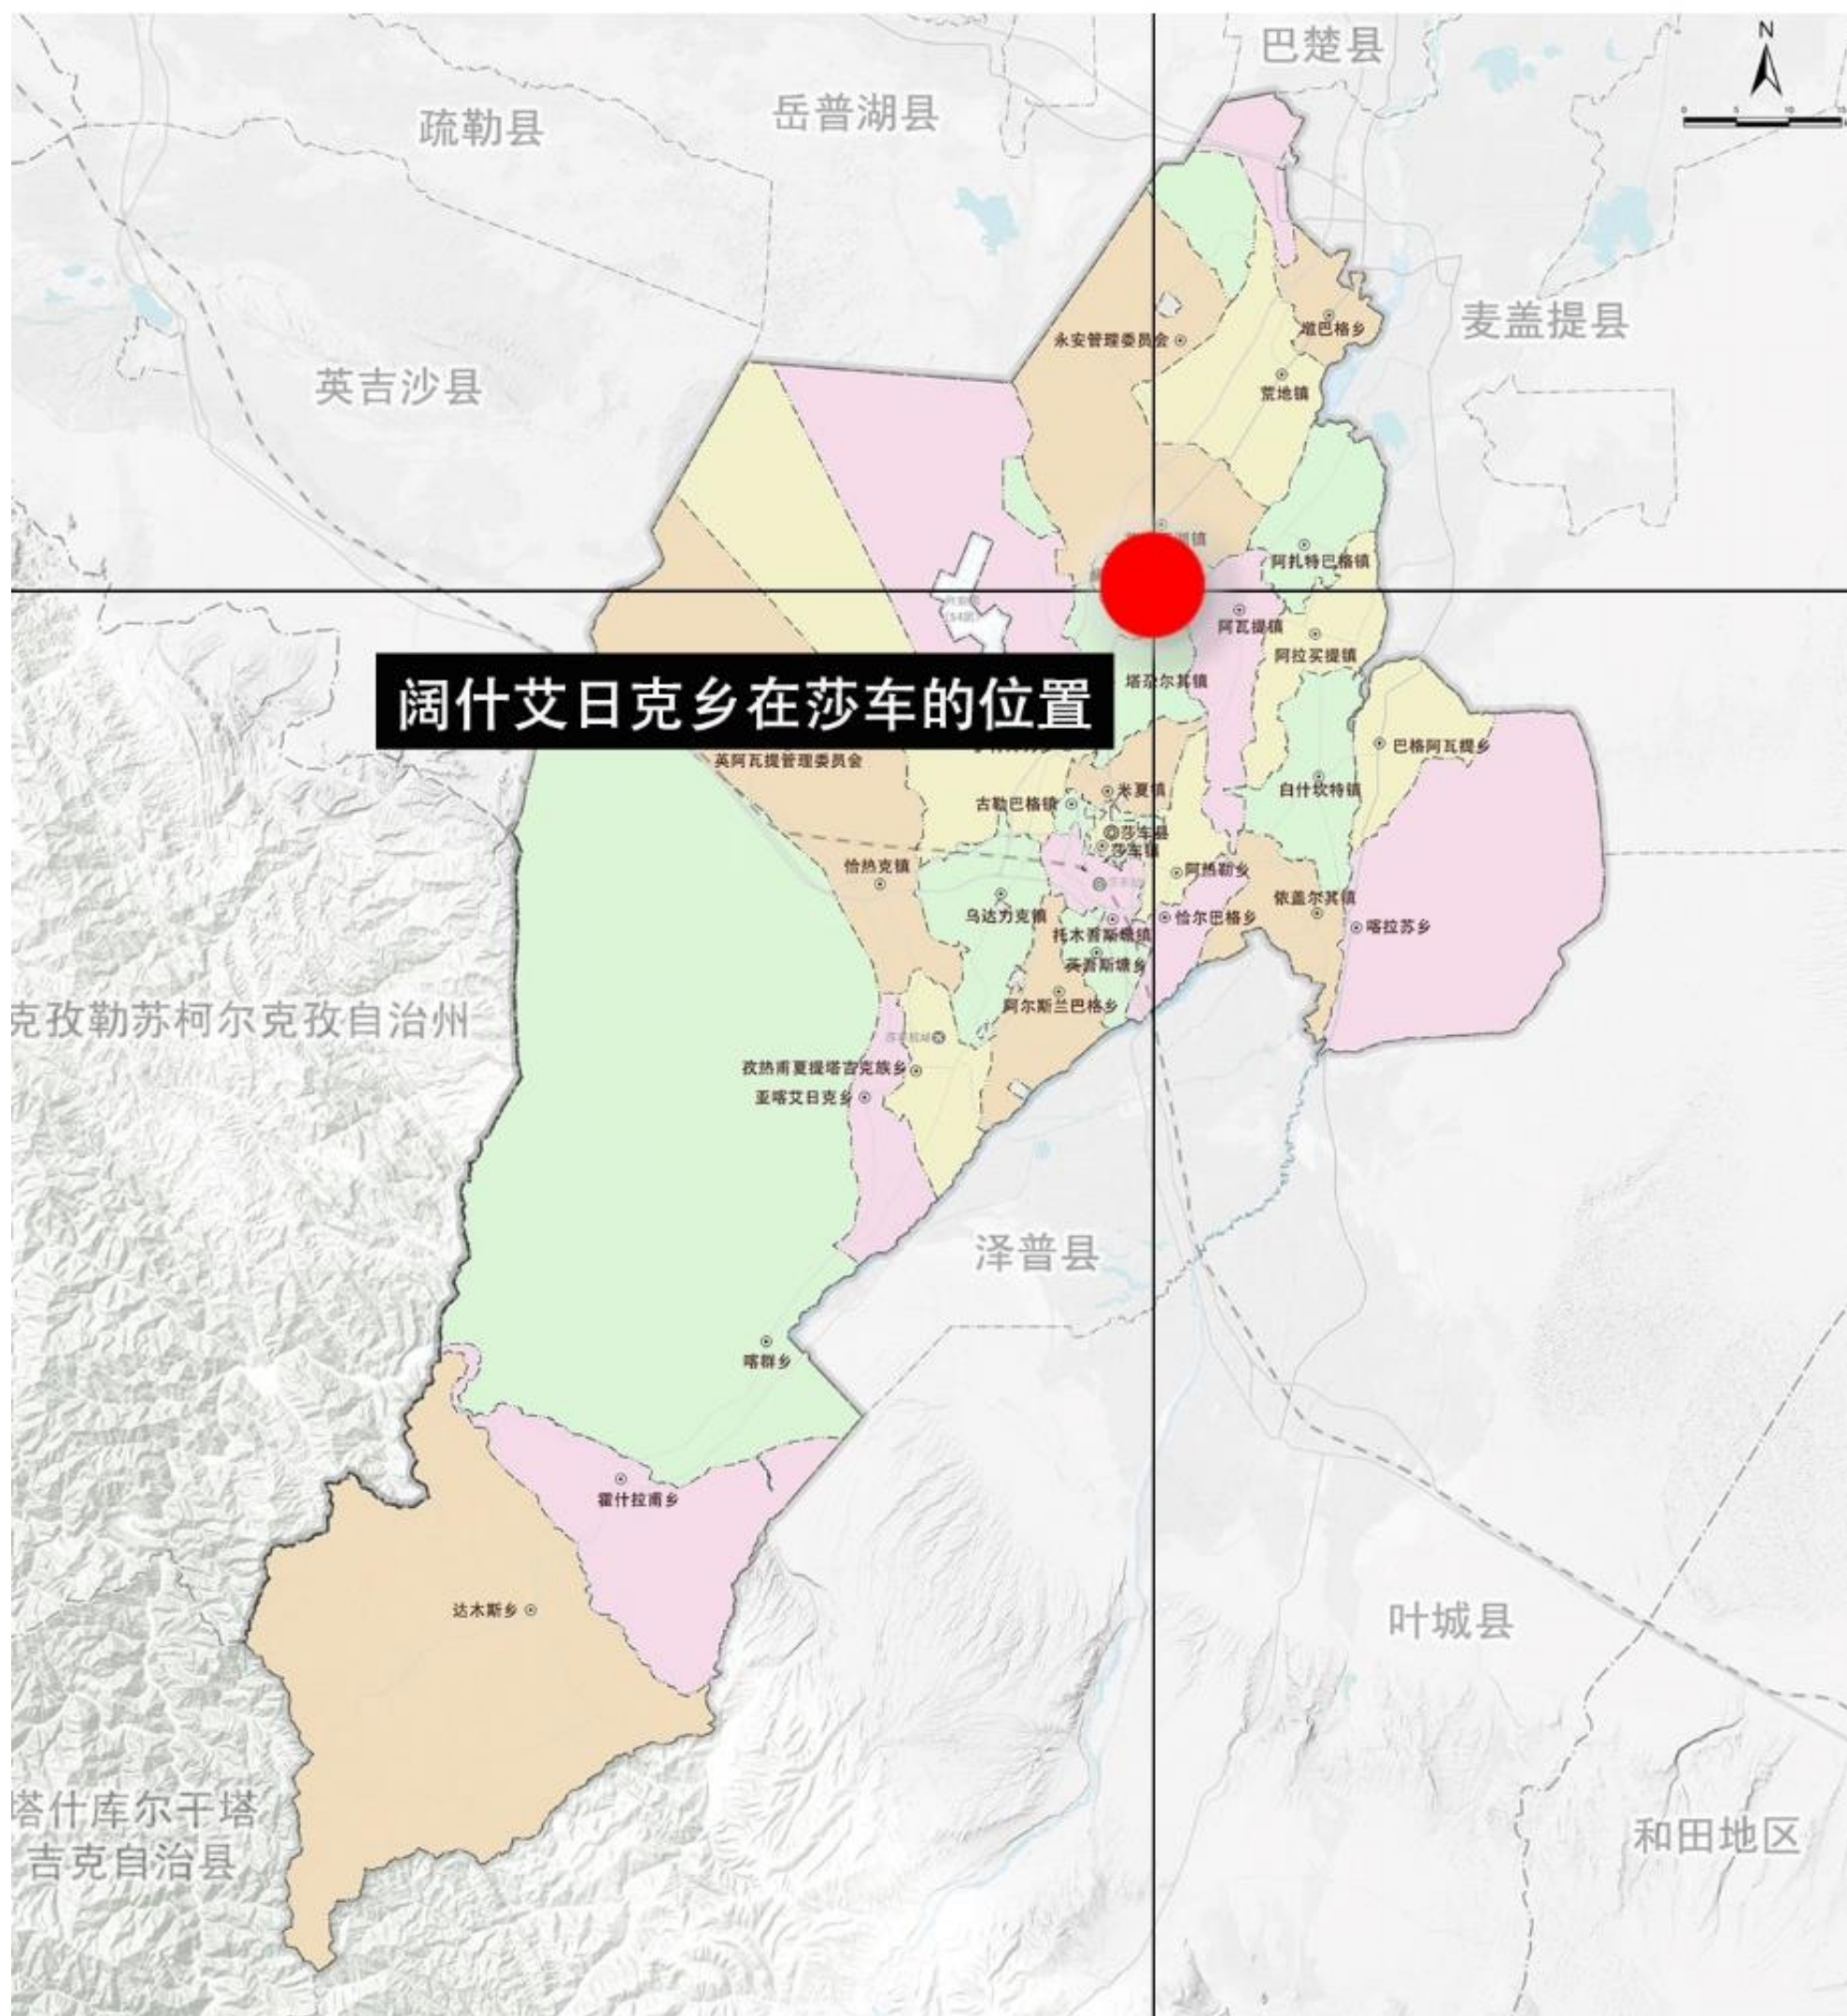 巴楚县
N
岳普湖县
疏勒县
0 5 10
麦盖提县
墩巴格乡
永安管理委员会
英吉沙县
荒地镇
镇
阿扎特巴格镇
阿瓦提镇
阿拉买提镇
塔尕尔其镇
阔什艾日克乡在莎车的位置
巴格阿瓦提乡
英阿瓦提管理委员会
米夏镇
白什坎特镇
古勒巴格镇
莎车县
莎车镇
恰热克镇
阿热勒乡
依盖尔其镇
乌达力克镇
恰尔巴格乡
喀拉苏乡
托木吾斯塘镇
英吾斯塘乡
阿尔斯兰巴格乡
克孜勒苏柯尔克孜自治州
孜热甫夏提塔吉克族乡
亚喀艾日克乡
泽普县
喀群乡
霍什拉甫乡
达木斯乡
叶城县
塔什库尔干塔
吉克自治县
和田地区